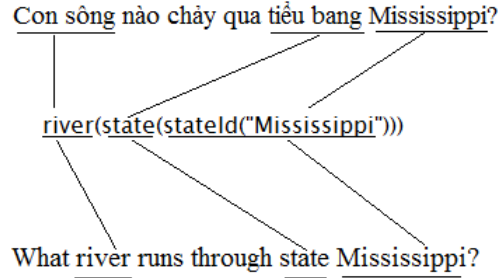 Con sông nào chảy qua tiểu bang Mississippi?
river(state(stateId("Mississippi")))
What river runs through state Mississippi?